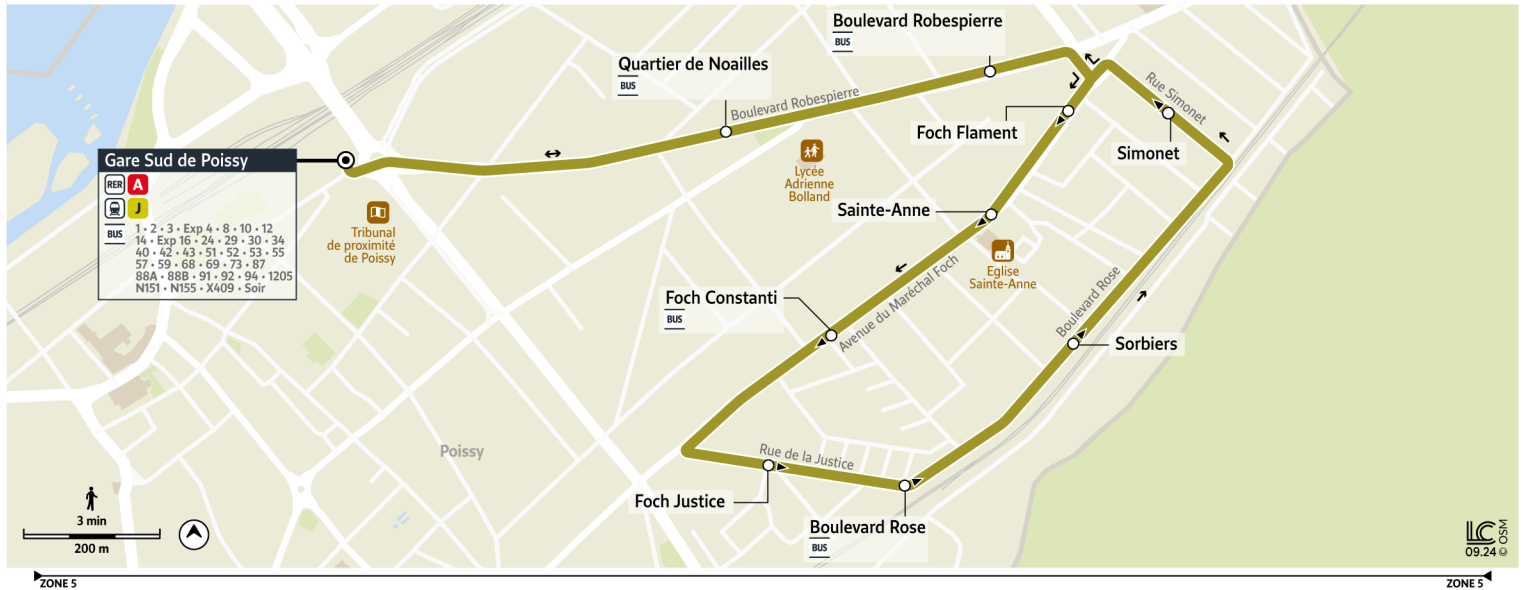 Boulevard Robespierre
BUS
Quartier de Noailles
BUS
Boulevard Robespierre
Rue Simonet
Foch Flament
Simonet
Gare Sud de Poissy
RER A
J
BUS
1 • 2 • 3 • Exp 4 • 8 • 10 • 12
14 • Exp 16 • 24 • 29 • 30 • 34
40 • 42 • 43 • 51 • 52 • 53 • 55
57 • 59 • 68 • 69 • 73 • 87
88A • 88B • 91 • 92 • 94 • 1205
N151 • N155 • X409 • Soir
Lycée
Adrienne
Bolland
Tribunal
de proximité
de Poissy
Sainte-Anne
Eglise
Sainte-Anne
Avenue du Maréchal Foch
Foch Constanti
BUS
Boulevard Rose
Sorbiers
Poissy
Rue de la Justice
Foch Justice
Boulevard Rose
BUS
3 min
200 m
LC
09.24 © OSM
ZONE 5
ZONE 5